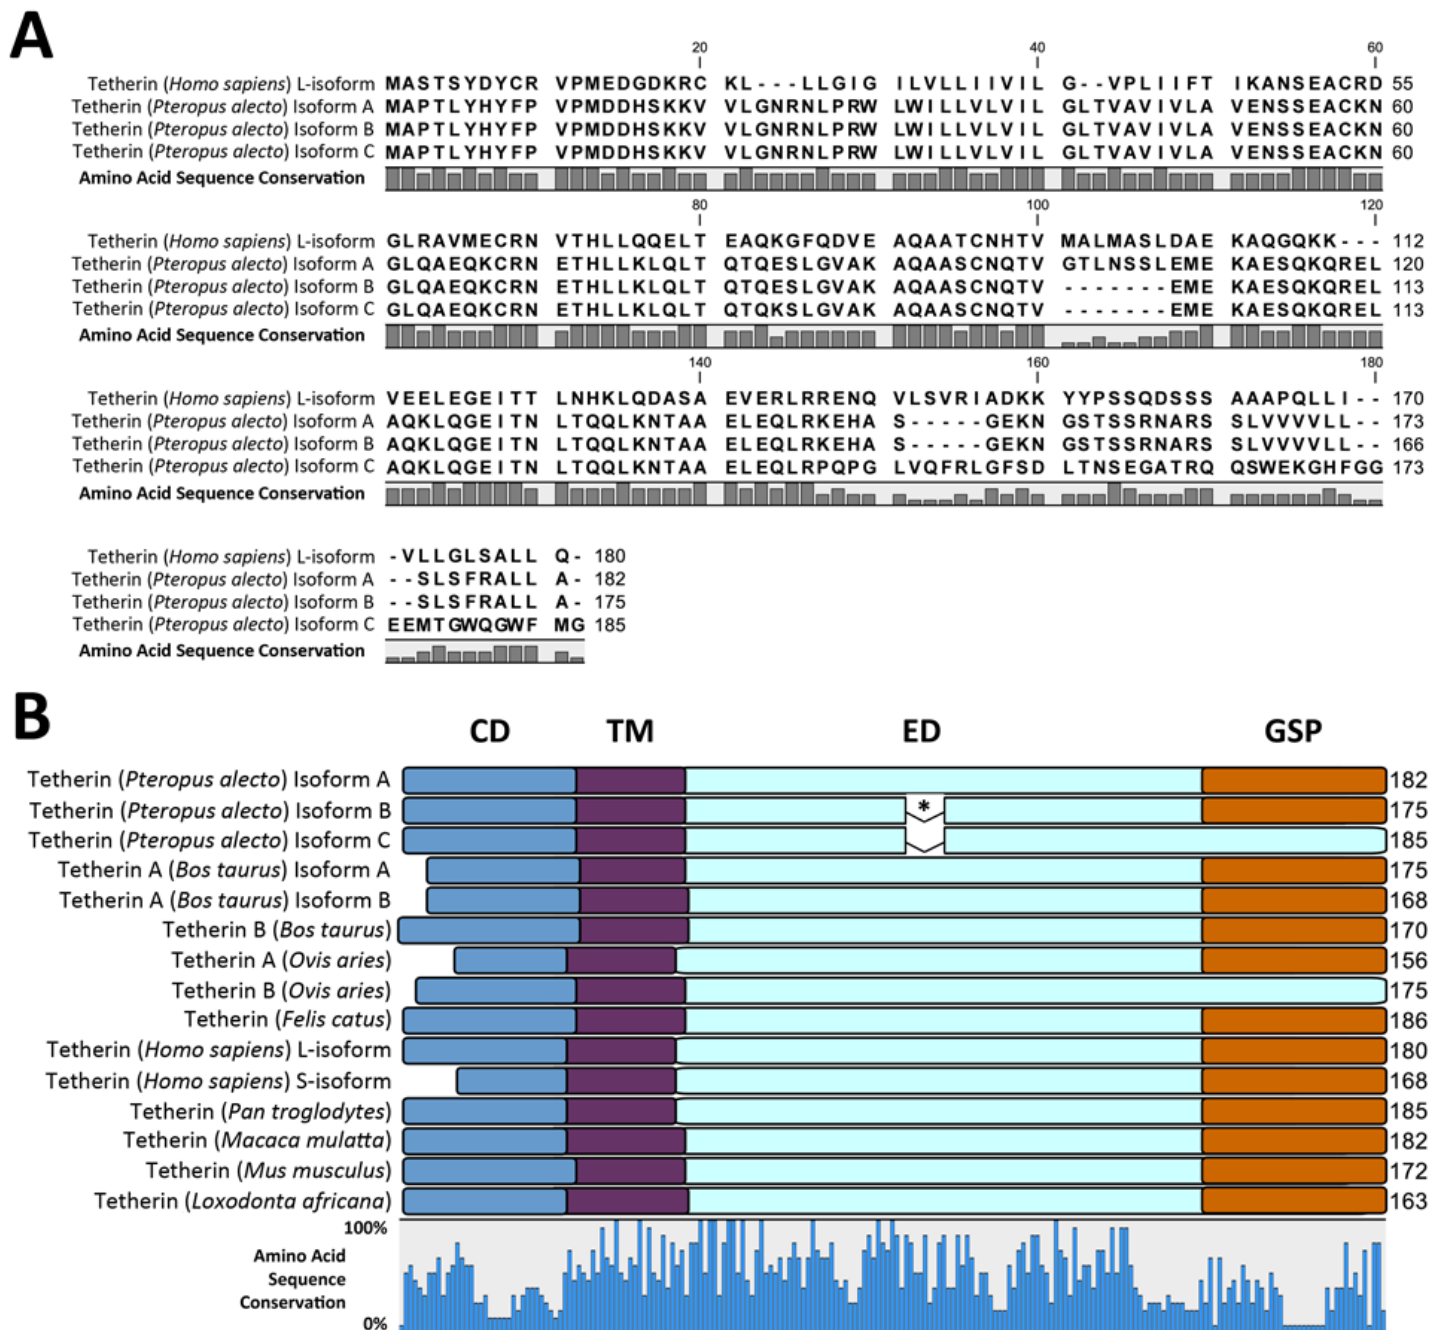 A
20 40 60
Tetherin (Homo sapiens) L-isoform MASTSYDYCR VPMEDGDKRC KL---LLGIG ILVLLIIVIL G--VPLIIFT IKANSEACRD 55
Tetherin (Pteropus alecto) Isoform A MAPTLYHYFP VPMDDHSKKV VLGNRNLPRW LWILLVLVIL GLTVAVIVLA VENSSEACKN 60
Tetherin (Pteropus alecto) Isoform B MAPTLYHYFP VPMDDHSKKV VLGNRNLPRW LWILLVLVIL GLTVAVIVLA VENSSEACKN 60
Tetherin (Pteropus alecto) Isoform C MAPTLYHYFP VPMDDHSKKV VLGNRNLPRW LWILLVLVIL GLTVAVIVLA VENSSEACKN 60
Amino Acid Sequence Conservation
80 100 120
Tetherin (Homo sapiens) L-isoform GLRAVMECRN VTHLLQQELT EAQKGFQDVE AQAATCNHTV MALMASLDAE KAQGQKK--- 112
Tetherin (Pteropus alecto) Isoform A GLQAEQKCRN ETHLLKLQLT QTQESLGVAK AQAASCNQTV GTLNSSLEME KAESQKQREL 120
Tetherin (Pteropus alecto) Isoform B GLQAEQKCRN ETHLLKLQLT QTQESLGVAK AQAASCNQTV -------EME KAESQKQREL 113
Tetherin (Pteropus alecto) Isoform C GLQAEQKCRN ETHLLKLQLT QTQKSLGVAK AQAASCNQTV -------EME KAESQKQREL 113
Amino Acid Sequence Conservation
140 160 180
Tetherin (Homo sapiens) L-isoform VEELEGEITT LNHKLQDASA EVERLRRENQ VLSVRIADKK YYPSSQDSSS AAAPQLLI-- 170
Tetherin (Pteropus alecto) Isoform A AQKLQGEITN LTQQLKNTAA ELEQLRKEHA S-----GEKN GSTSSRNARS SLVVVVLL-- 173
Tetherin (Pteropus alecto) Isoform B AQKLQGEITN LTQQLKNTAA ELEQLRKEHA S-----GEKN GSTSSRNARS SLVVVVLL-- 166
Tetherin (Pteropus alecto) Isoform C AQKLQGEITN LTQQLKNTAA ELEQLRPQPG LVQFRLGFSD LTNSEGATRQ QSWEKGHFGG 173
Amino Acid Sequence Conservation
Tetherin (Homo sapiens) L-isoform -VLLGLSALL Q- 180
Tetherin (Pteropus alecto) Isoform A --SLSFRALL A- 182
Tetherin (Pteropus alecto) Isoform B --SLSFRALL A- 175
Tetherin (Pteropus alecto) Isoform C EEMTGWQGWF MG 185
Amino Acid Sequence Conservation
B
CD TM ED GSP
Tetherin (Pteropus alecto) Isoform A 182
Tetherin (Pteropus alecto) Isoform B * 175
Tetherin (Pteropus alecto) Isoform C 185
Tetherin A (Bos taurus) Isoform A 175
Tetherin A (Bos taurus) Isoform B 168
Tetherin B (Bos taurus) 170
Tetherin A (Ovis aries) 156
Tetherin B (Ovis aries) 175
Tetherin (Felis catus) 186
Tetherin (Homo sapiens) L-isoform 180
Tetherin (Homo sapiens) S-isoform 168
Tetherin (Pan troglodytes) 185
Tetherin (Macaca mulatta) 182
Tetherin (Mus musculus) 172
Tetherin (Loxodonta africana) 163
100%
Amino Acid
Sequence
Conservation
0%